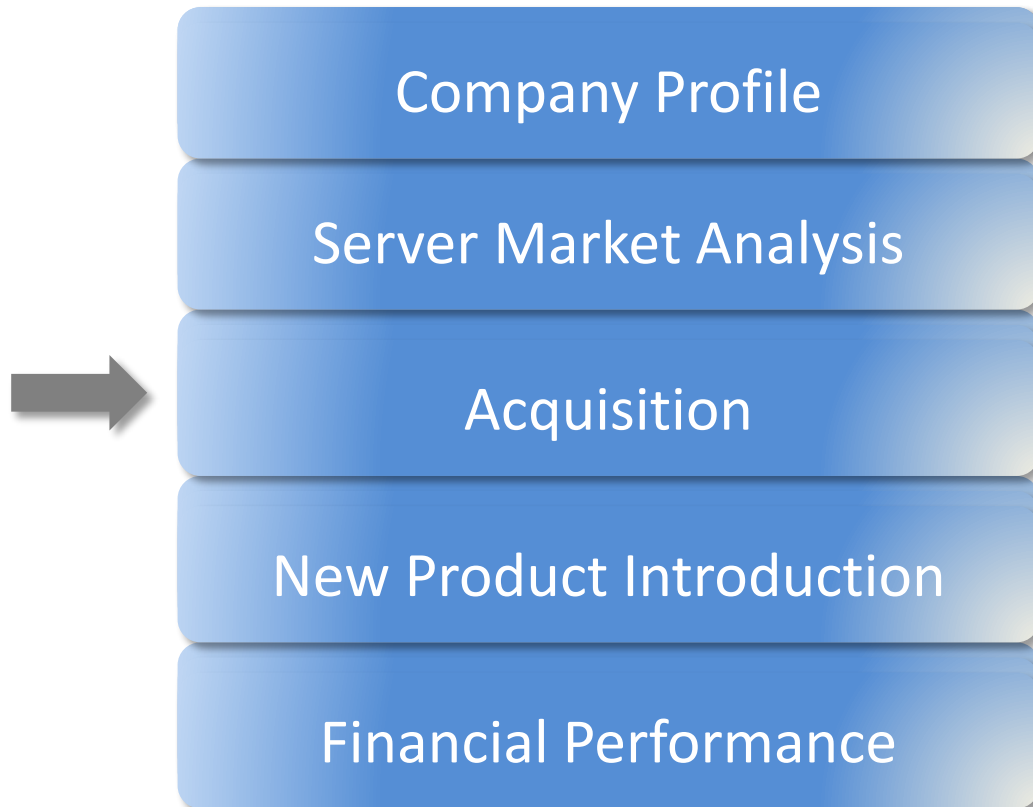 Company Profile
Server Market Analysis
Acquisition
New Product Introduction
Financial Performance